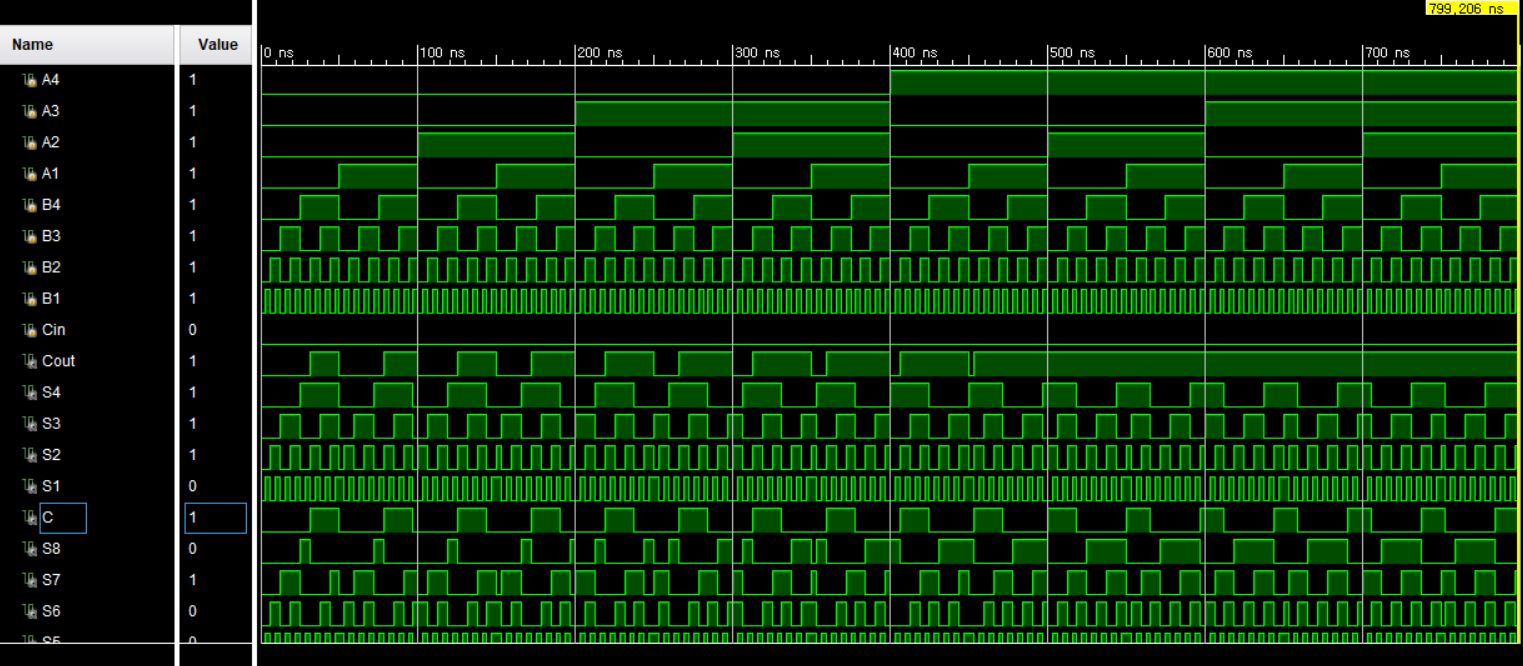 799,206 ns
Name Value
0 ns 100 ns 200 ns 300 ns 400 ns 500 ns 600 ns 700 ns
A4 1
A3 1
A2 1
A1 1
B4 1
B3 1
B2 1
B1 1
Cin 0
Cout 1
S4 1
S3 1
S2 1
S1 0
C 1
S8 0
S7 1
S6 0
S5 0